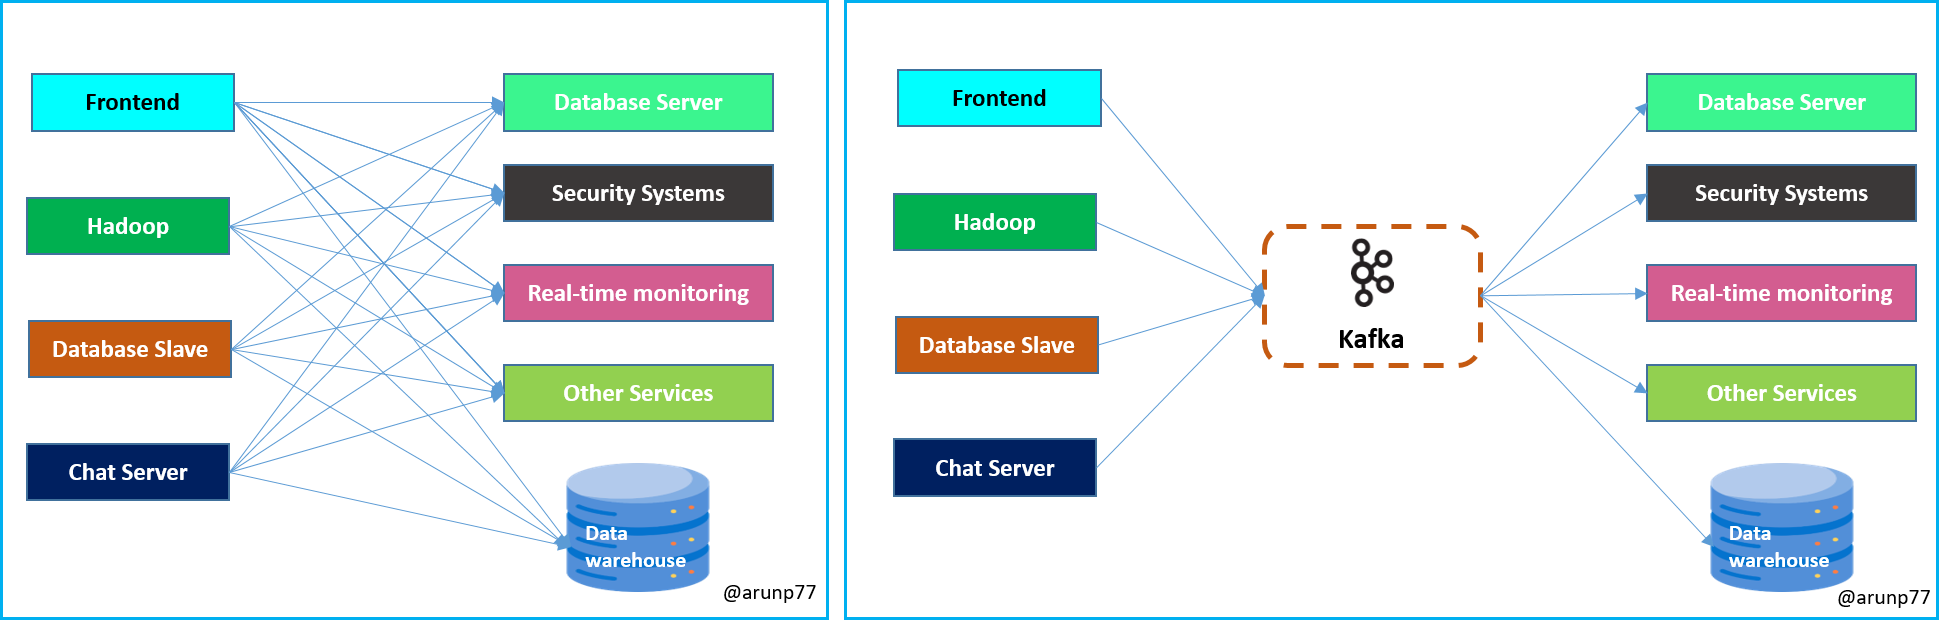 Frontend
Hadoop
Database Slave
Chat Server
Database Server
Security Systems
Real-time monitoring
Other Services
Data
warehouse
@arunp77
Frontend
Hadoop
Database Slave
Chat Server
Kafka
Database Server
Security Systems
Real-time monitoring
Other Services
Data
warehouse
@arunp77